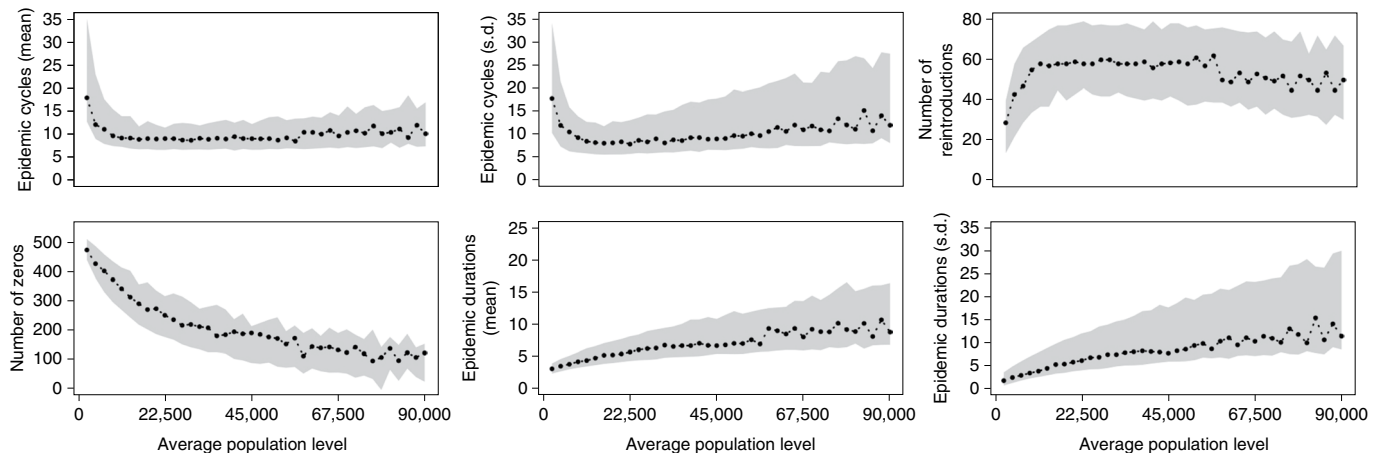 Epidemic cycles (mean)
35
30
25
20
15
10
5
0
Epidemic cycles (s.d.)
35
30
25
20
15
10
5
0
Number of
reintroductions
80
60
40
20
0
Number of zeros
500
400
300
200
100
0
0 22,500 45,000 67,500 90,000
Average population level
Epidemic durations
(mean)
25
20
15
10
5
0
0 22,500 45,000 67,500 90,000
Average population level
Epidemic durations (s.d.)
35
30
25
20
15
10
5
0
0 22,500 45,000 67,500 90,000
Average population level